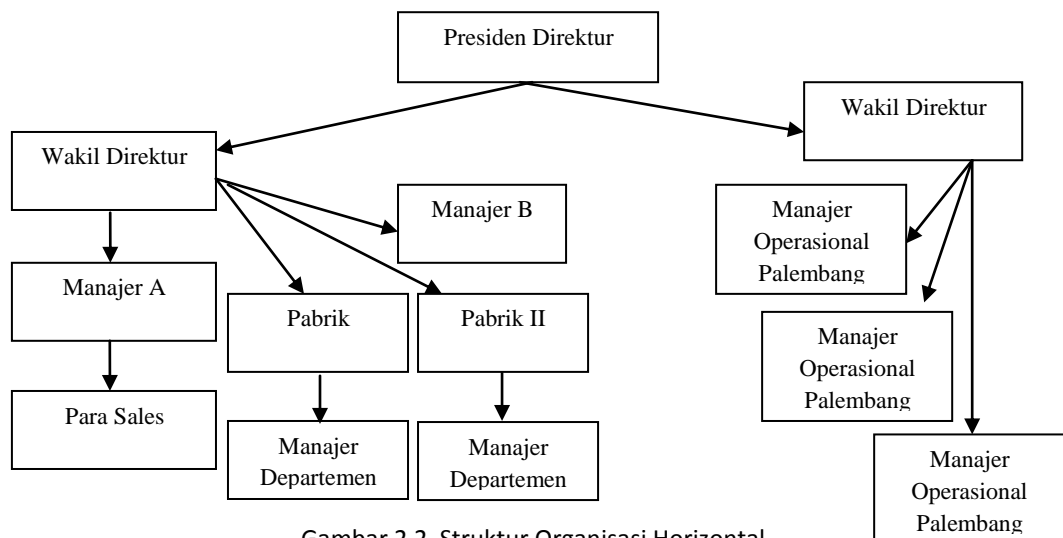 Presiden Direktur
Wakil Direktur
Wakil Direktur
Manajer B
Manajer
Operasional
Palembang
Manajer A
Pabrik
Pabrik II
Manajer
Operasional
Palembang
Para Sales
Manajer
Departemen
Manajer
Departemen
Manajer
Operasional
Palembang
Gambar 2.2. Struktur Organisasi Horizontal